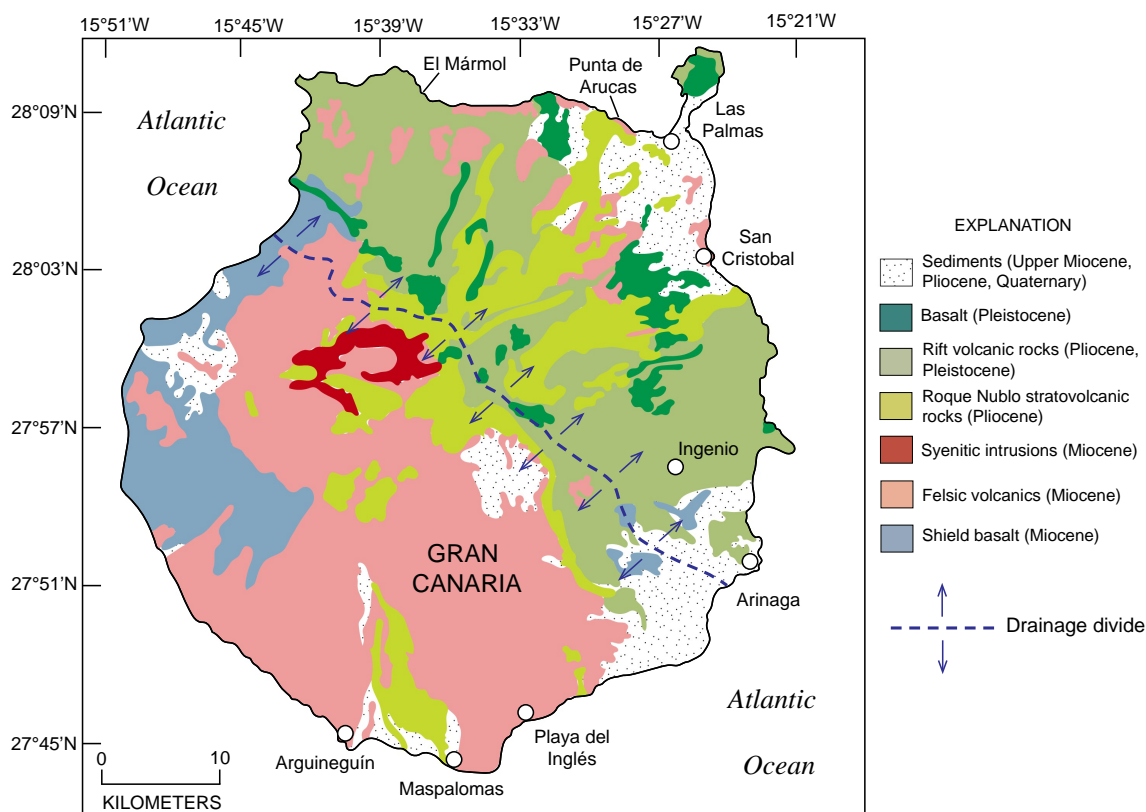 15°51'W 15°45'W 15°39'W 15°33'W 15°27'W 15°21'W
28°09'N
28°03'N
27°57'N
27°51'N
27°45'N
Atlantic
Ocean
El Mármol
Punta de
Arucas
Las
Palmas
San
Cristobal
Ingenio
GRAN
CANARIA
Arinaga
Atlantic
Ocean
Playa del
Inglés
Arguineguín
Maspalomas
0 10
KILOMETERS
EXPLANATION
Sediments (Upper Miocene,
Pliocene, Quaternary)
Basalt (Pleistocene)
Rift volcanic rocks (Pliocene,
Pleistocene)
Roque Nublo stratovolcanic
rocks (Pliocene)
Syenitic intrusions (Miocene)
Felsic volcanics (Miocene)
Shield basalt (Miocene)
Drainage divide